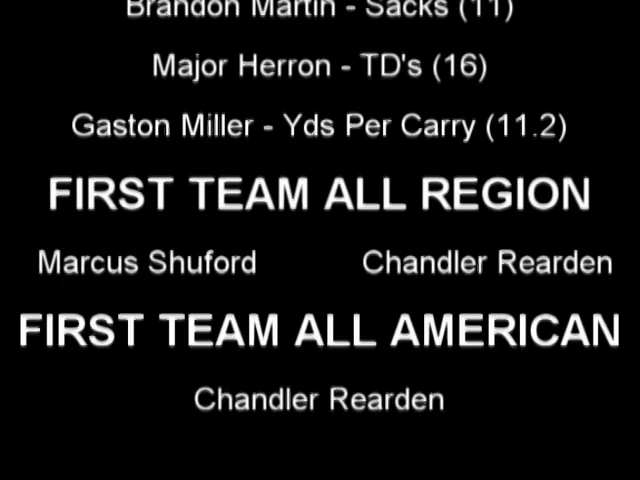 Brandon Martin - Sacks (11)
Major Herron - TD's (16)
Gaston Miller - Yds Per Carry (11.2)
FIRST TEAM ALL REGION
Marcus Shuford Chandler Rearden
FIRST TEAM ALL AMERICAN
Chandler Rearden